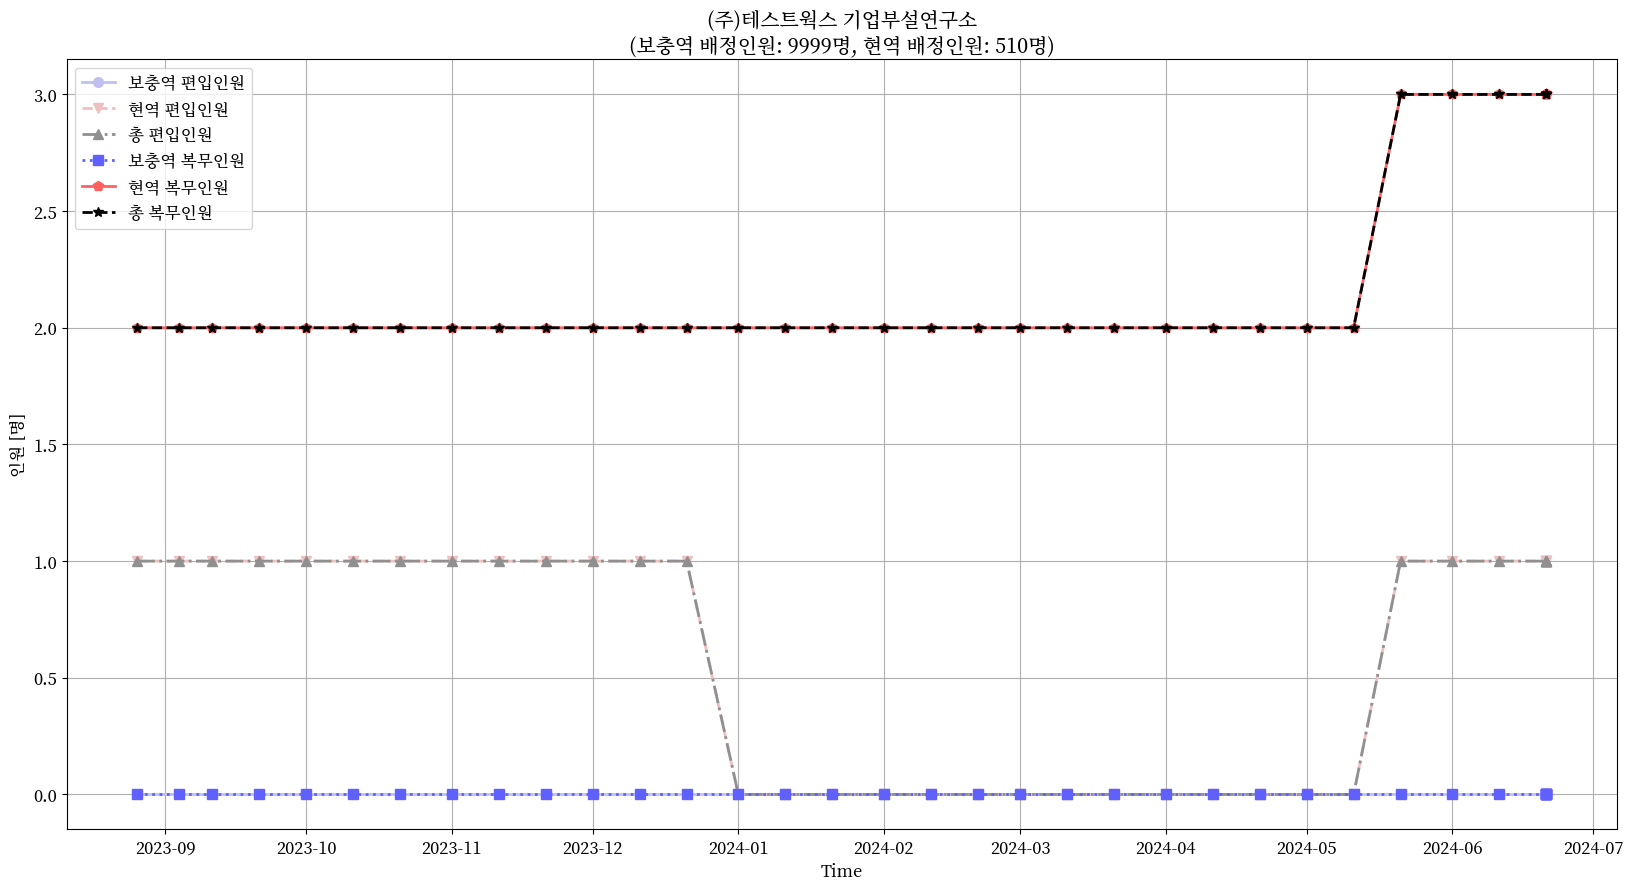 (주)테스트웍스 기업부설연구소
(보충역 배정인원: 9999명, 현역 배정인원: 510명)
보충역 편입인원
현역 편입인원
총 편입인원
보충역 복무인원
현역 복무인원
총 복무인원
3.0
2.5
2.0
1.5
1.0
0.5
0.0
인원 [명]
2023-09 2023-10 2023-11 2023-12 2024-01 2024-02 2024-03 2024-04 2024-05 2024-06 2024-07
Time